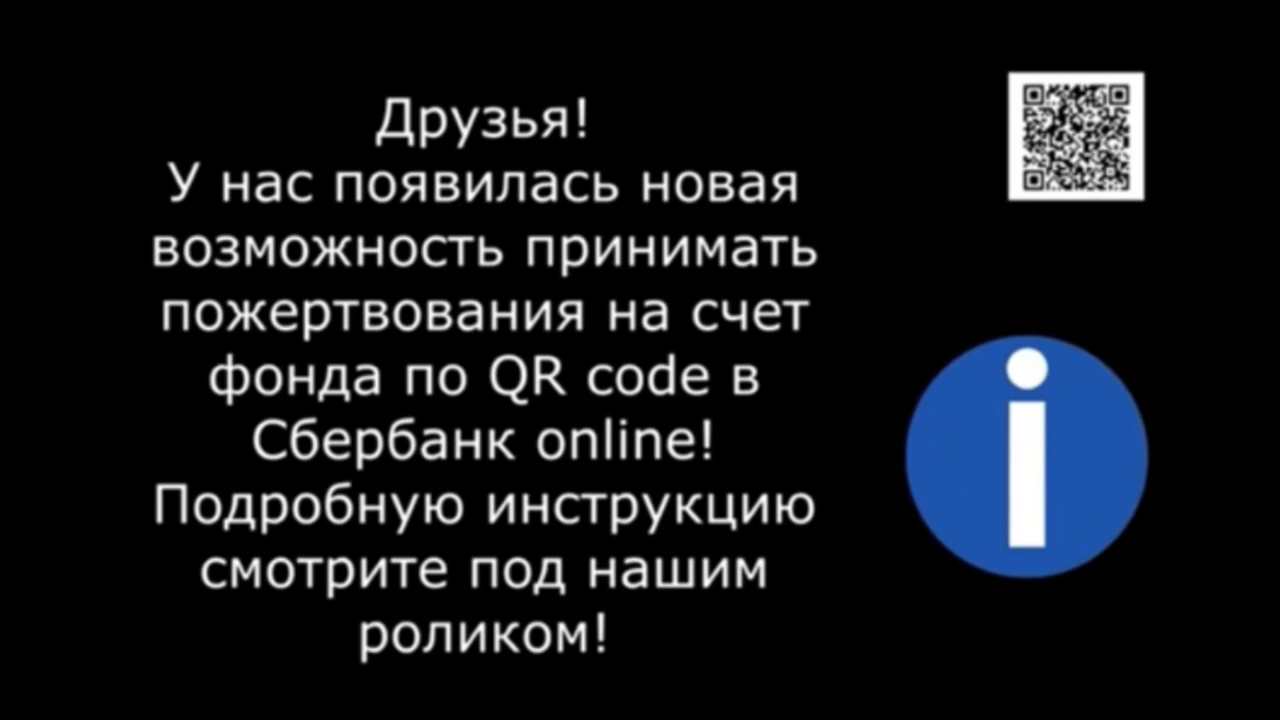 Друзья!
У нас появилась новая
возможность принимать
пожертвования на счет
фонда по QR code в
Сбербанк online!
Подробную инструкцию
смотрите под нашим
роликом!
i